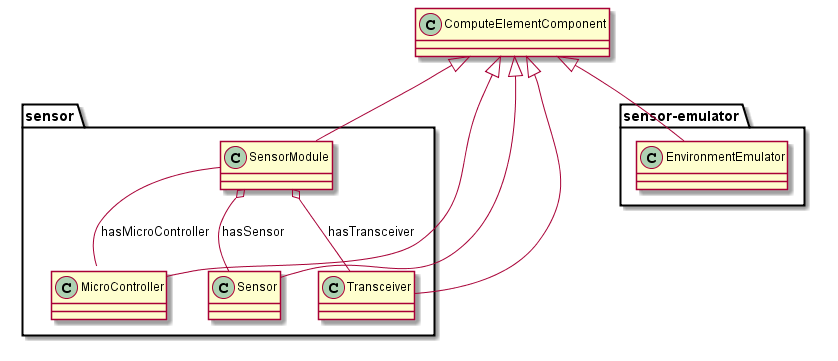 C ComputeElementComponent
sensor
sensor-emulator
C SensorModule
C EnvironmentEmulator
hasMicroController
hasSensor
hasTransceiver
C MicroController
C Sensor
C Transceiver